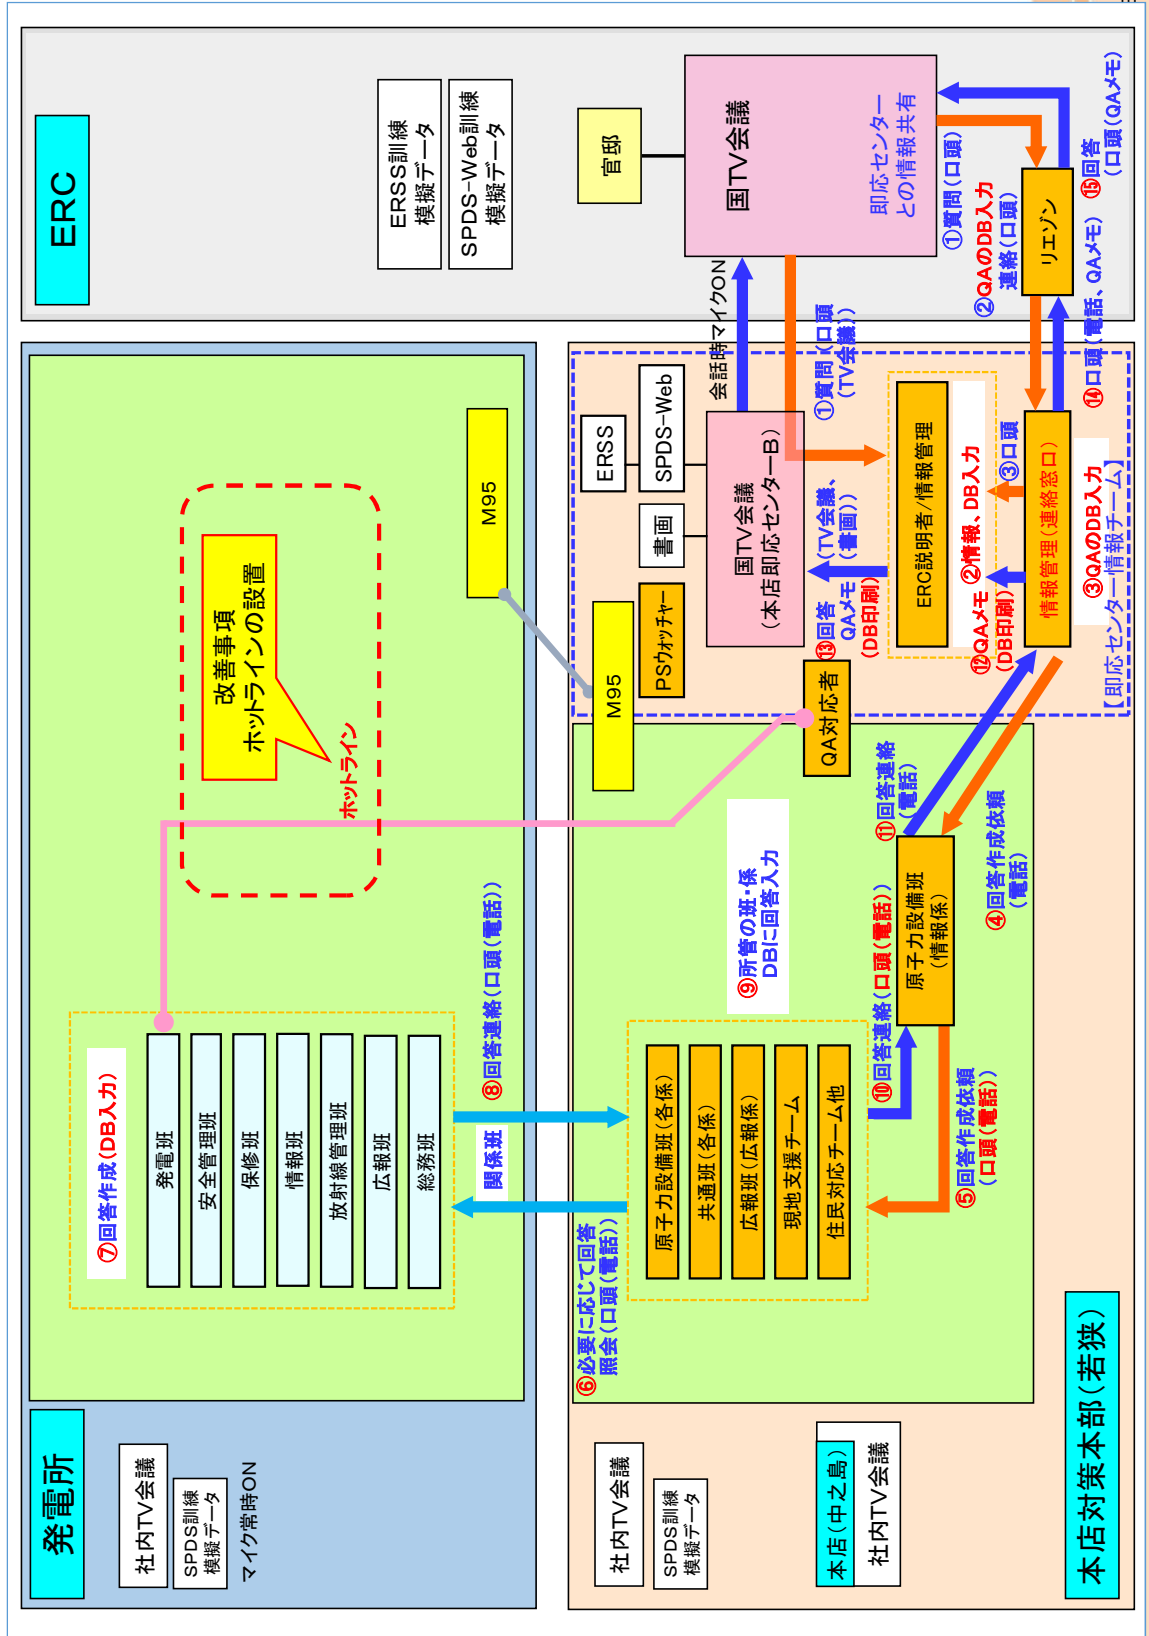 発電所
社内TV会議
SPDS訓練
模擬データ
マイク常時ON
⑦回答作成(DB入力)
発電班
安全管理班
保修班
情報班
放射線管理班
広報班
総務班
改善事項
ホットラインの設置
ホットライン
M95
⑧回答連絡(口頭(電話))
関係班
⑥必要に応じて回答
照会(口頭(電話))
ERC
ERSS訓練
模擬データ
SPDS-Web訓練
模擬データ
官邸
国TV会議
即応センター
との情報共有
①質問(口頭)
②QAのDB入力
連絡(口頭)
リエゾン
⑮回答
(口頭(QAメモ)
⑭口頭(電話、QAメモ)
会話時マイクON
①質問(口頭
(TV会議))
本店対策本部(若狭)
社内TV会議
SPDS訓練
模擬データ
本店(中之島)
社内TV会議
原子力設備班(各係)
共通班(各係)
広報班(広報係)
現地支援チーム
住民対応チーム他
⑨所管の班・係
DBに回答入力
⑩回答連絡(口頭(電話))
⑤回答作成依頼
(口頭(電話))
原子力設備班
(情報係)
④回答作成依頼
(電話)
⑪回答連絡
(電話)
M95
PSウォッチャー
書画
ERSS
SPDS-Web
国TV会議
(本店即応センターB)
QA対応者
⑬回答
QAメモ
(DB印刷)
(TV会議、
書画))
ERC説明者/情報管理
②情報、DB入力
⑫QAメモ
(DB印刷)
③口頭
情報管理(連絡窓口)
③QAのDB入力
【即応センター情報チーム】